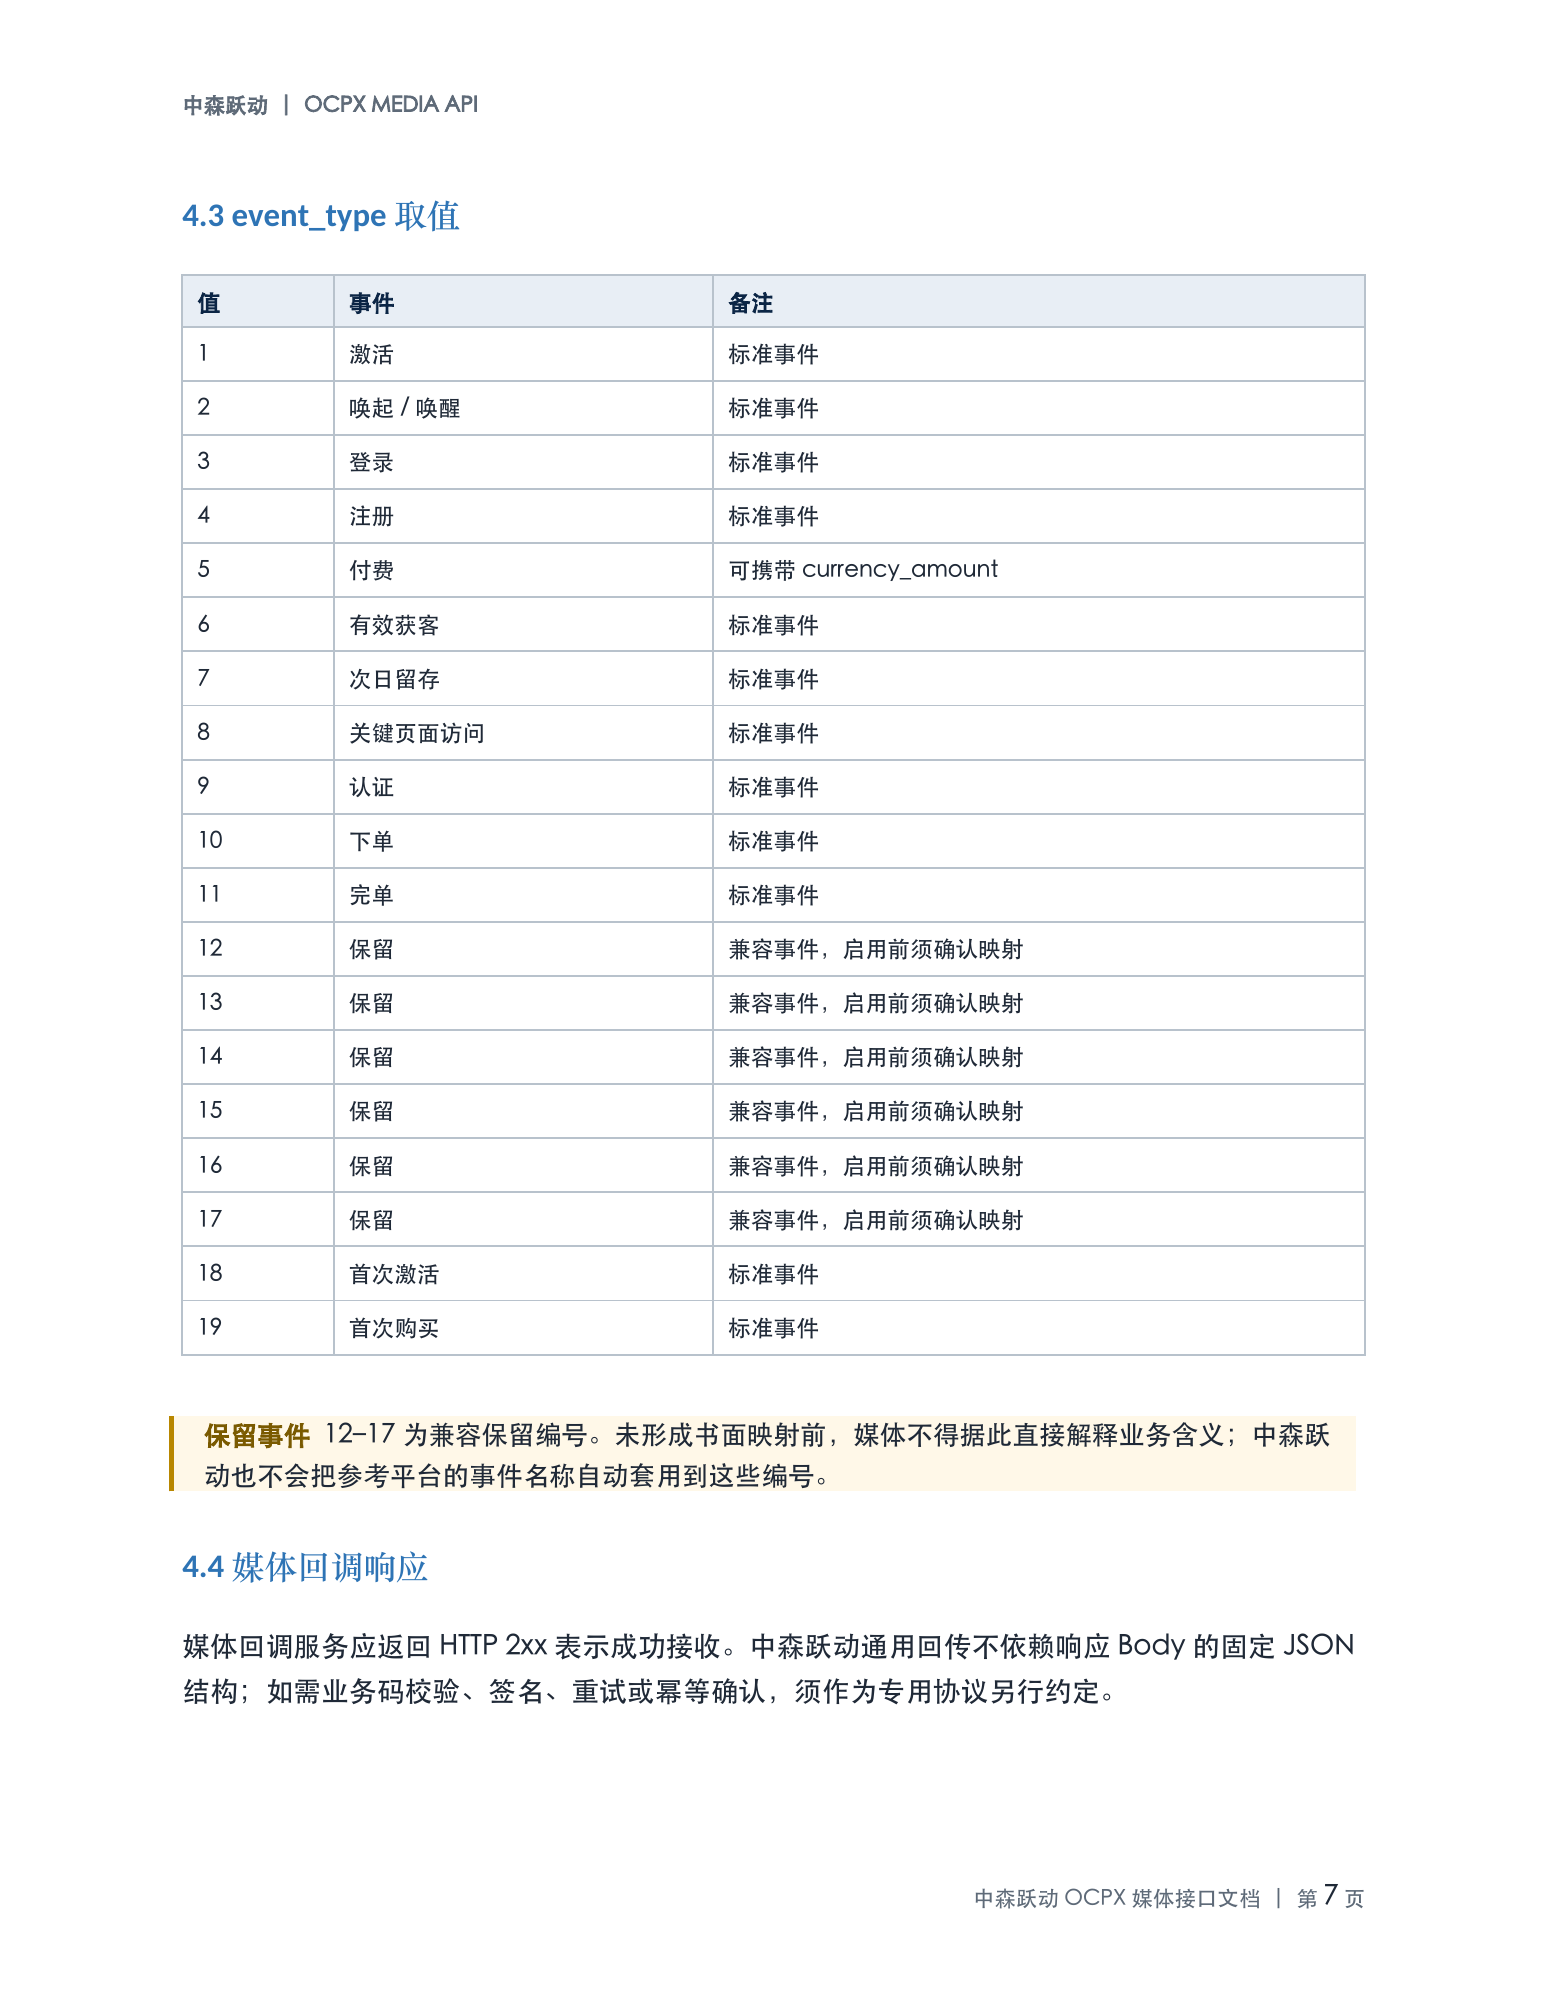 中森跃动 | OCPX MEDIA API
4.3 event_type 取值
值 事件 备注
1 激活 标准事件
2 唤起 / 唤醒 标准事件
3 登录 标准事件
4 注册 标准事件
5 付费 可携带 currency_amount
6 有效获客 标准事件
7 次日留存 标准事件
8 关键页面访问 标准事件
9 认证 标准事件
10 下单 标准事件
11 完单 标准事件
12 保留 兼容事件，启用前须确认映射
13 保留 兼容事件，启用前须确认映射
14 保留 兼容事件，启用前须确认映射
15 保留 兼容事件，启用前须确认映射
16 保留 兼容事件，启用前须确认映射
17 保留 兼容事件，启用前须确认映射
18 首次激活 标准事件
19 首次购买 标准事件
保留事件 12–17 为兼容保留编号。未形成书面映射前，媒体不得据此直接解释业务含义；中森跃
动也不会把参考平台的事件名称自动套用到这些编号。
4.4 媒体回调响应
媒体回调服务应返回 HTTP 2xx 表示成功接收。中森跃动通用回传不依赖响应 Body 的固定 JSON
结构；如需业务码校验、签名、重试或幂等确认，须作为专用协议另行约定。
中森跃动 OCPX 媒体接口文档 | 第 7 页